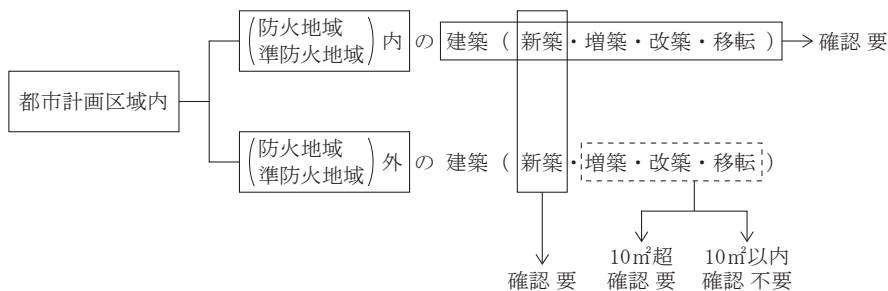 防火地域
準防火地域
内 の 建築（ 新築・増築・改築・移転 ） 確認 要
都市計画区域内
防火地域
準防火地域
外 の 建築（ 新築・増築・改築・移転 ）
10㎡超 10㎡以内
確認 要 確認 要 確認 不要